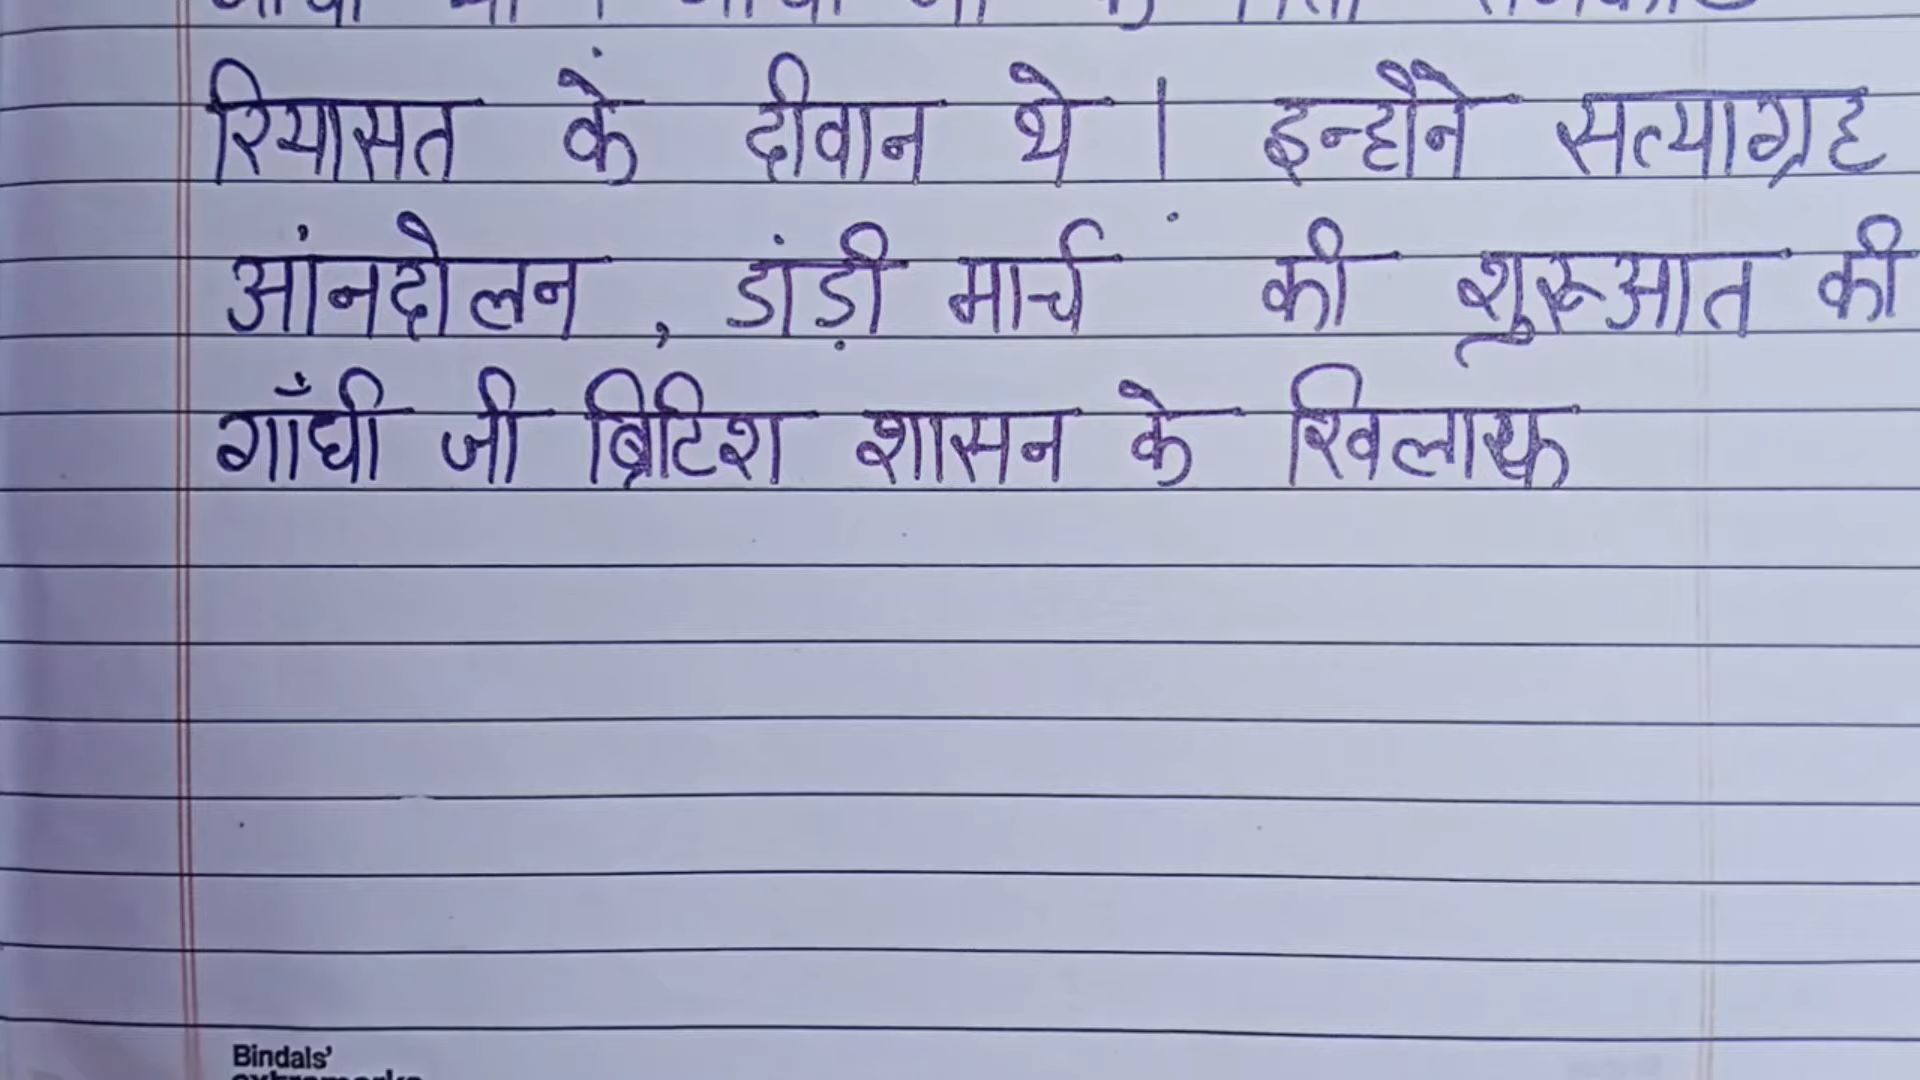 रियासत के दीवान थे । इन्होंने सत्याग्रह
आंनदोलन , डांड़ी मार्च की शुरूआत की
गाँधी जी ब्रिटिश शासन के खिलाफ
Bindals'